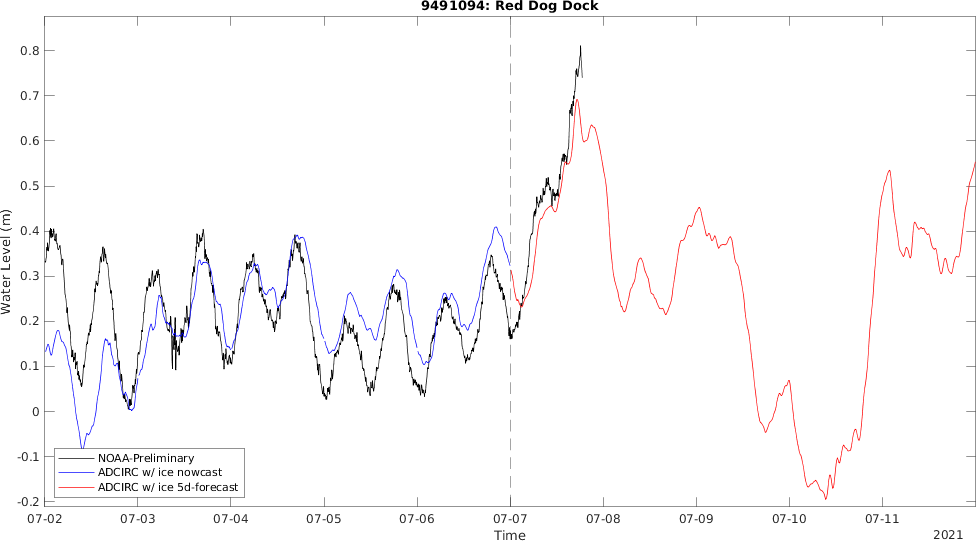 9491094: Red Dog Dock
Water Level (m)
0.8
0.7
0.6
0.5
0.4
0.3
0.2
0.1
0
-0.1
-0.2
NOAA-Preliminary
ADCIRC w/ ice nowcast
ADCIRC w/ ice 5d-forecast
07-02 07-03 07-04 07-05 07-06 07-07 07-08 07-09 07-10 07-11
Time
2021